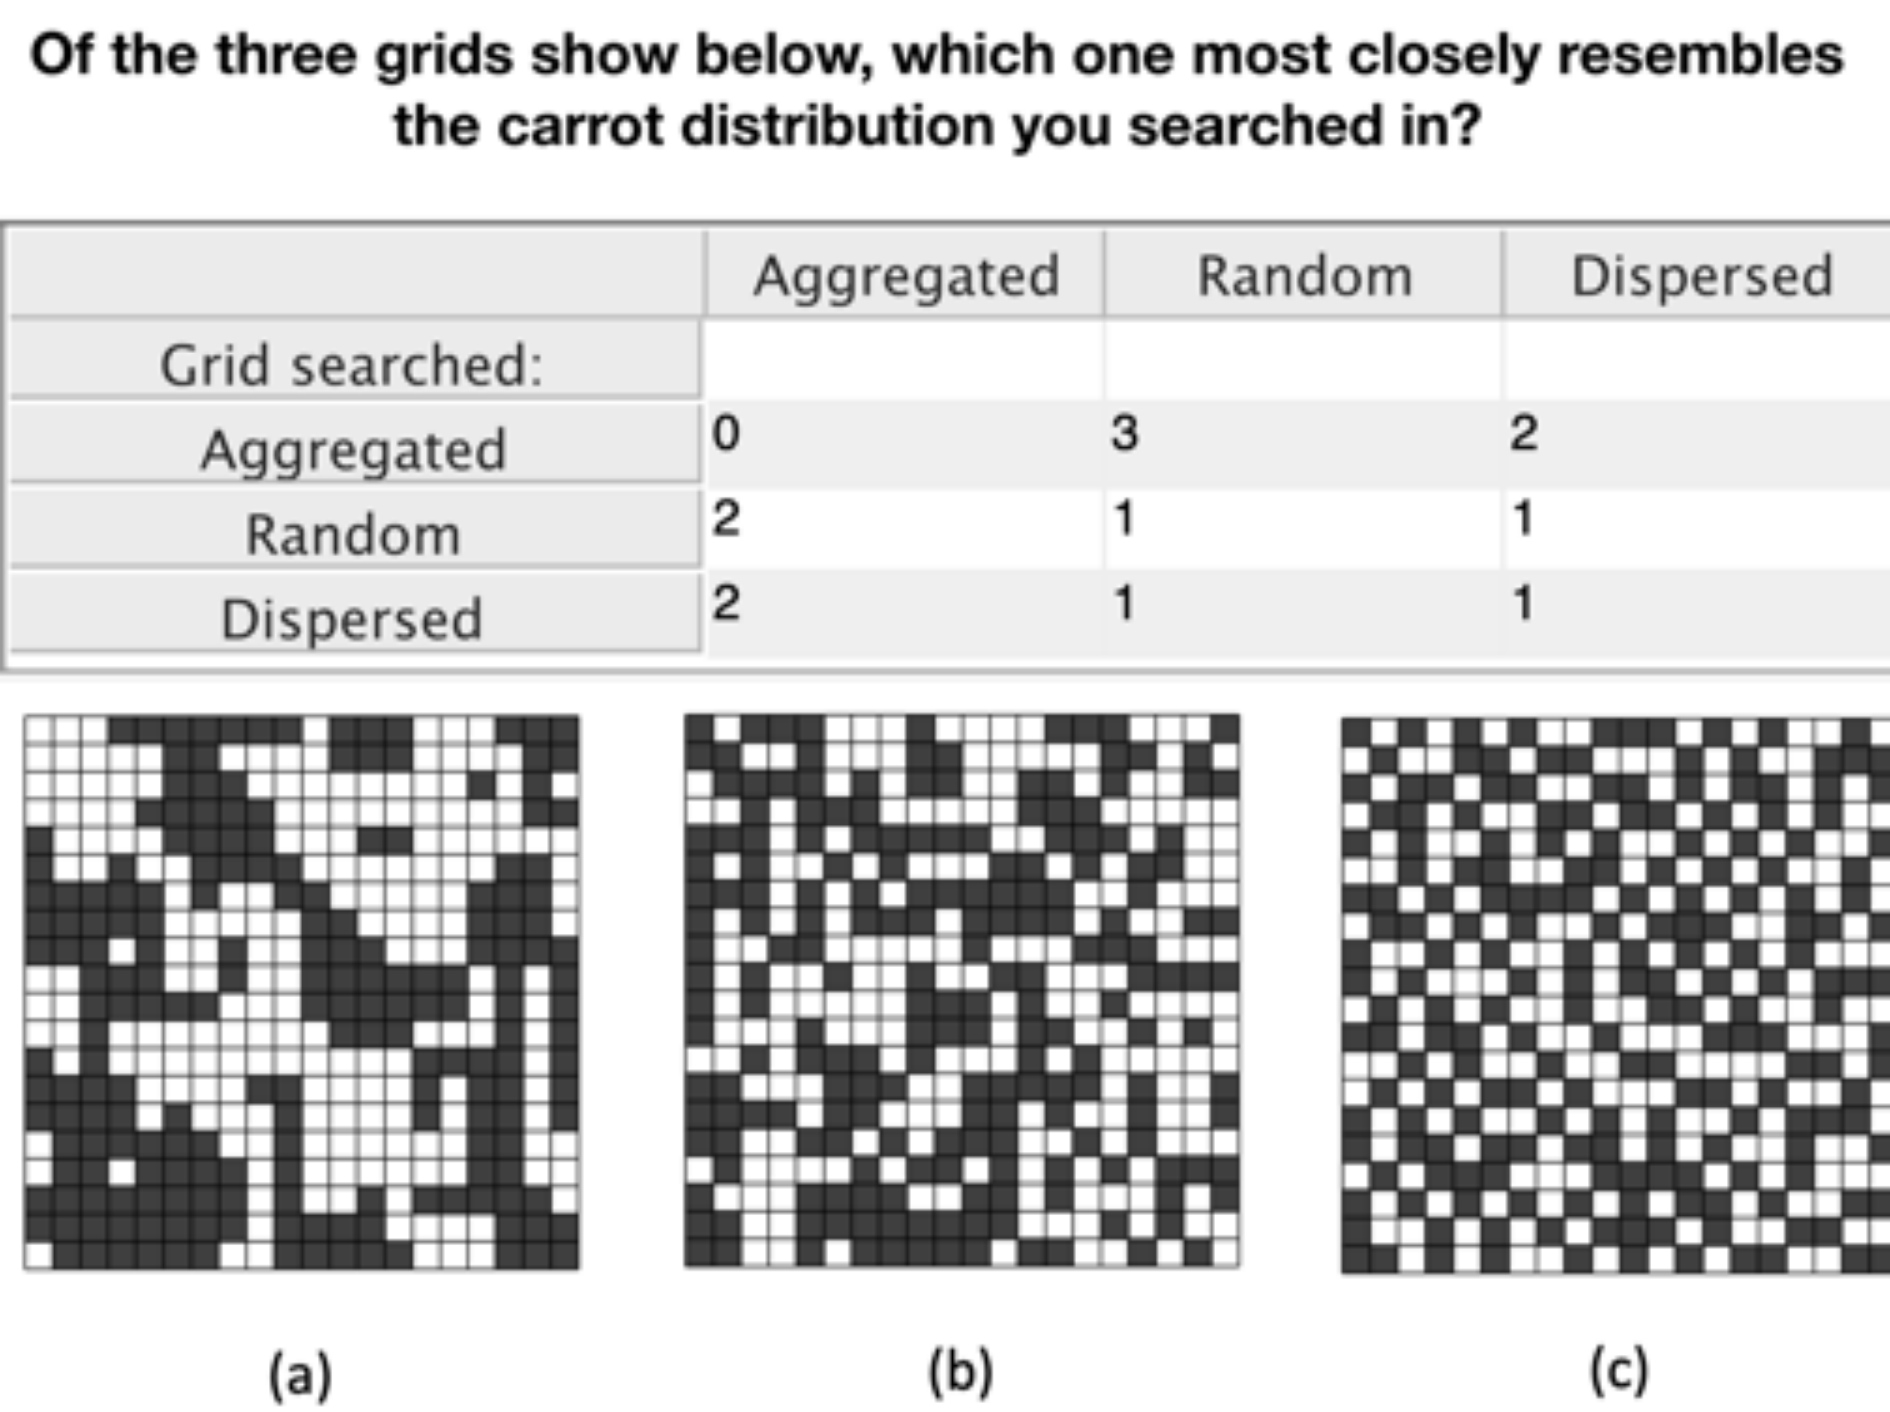 Of the three grids show below, which one most closely resembles
the carrot distribution you searched in?
Aggregated Random Dispersed
Grid searched:
Aggregated 0 3 2
Random 2 1 1
Dispersed 2 1 1
(a) (b) (c)